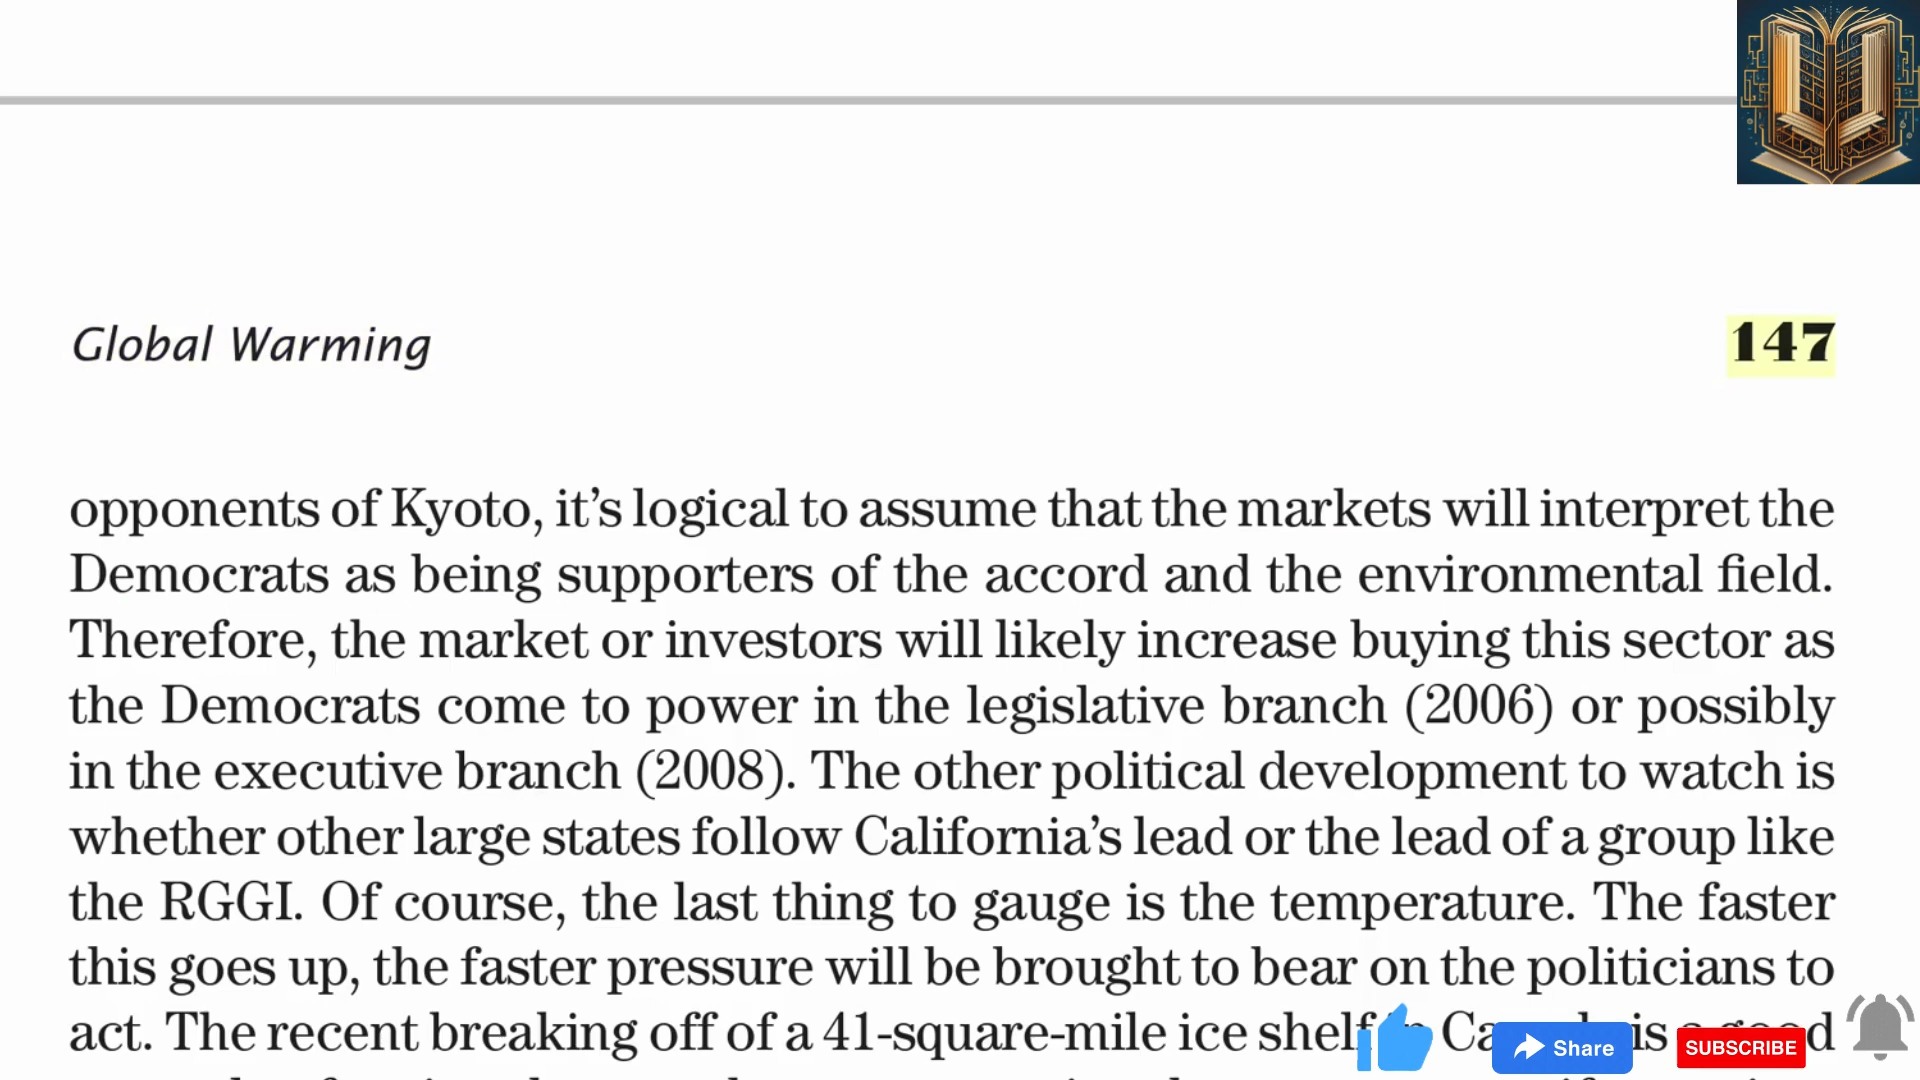 Global Warming
147
opponents of Kyoto, it’s logical to assume that the markets will interpret the
Democrats as being supporters of the accord and the environmental field.
Therefore, the market or investors will likely increase buying this sector as
the Democrats come to power in the legislative branch (2006) or possibly
in the executive branch (2008). The other political development to watch is
whether other large states follow California’s lead or the lead of a group like
the RGGI. Of course, the last thing to gauge is the temperature. The faster
this goes up, the faster pressure will be brought to bear on the politicians to
act. The recent breaking off of a 41-square-mile ice shelf is
Share
SUBSCRIBE